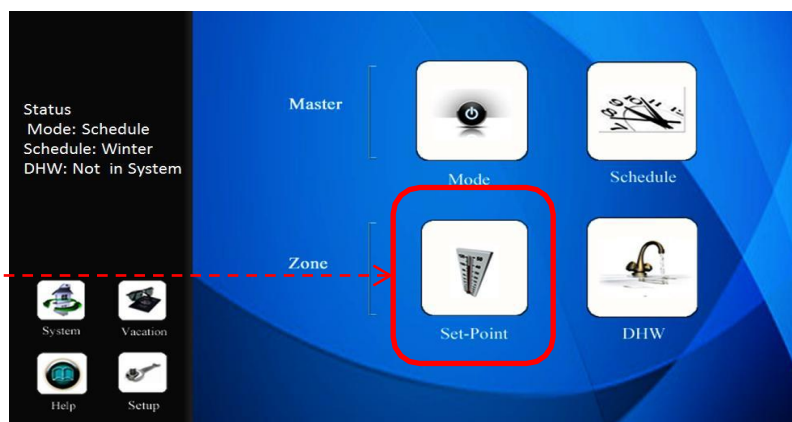 Status
Mode: Schedule
Schedule: Winter
DHW: Not in System
System
Vacation
Help
Setup
Master
Mode
Schedule
Zone
Set-Point
DHW